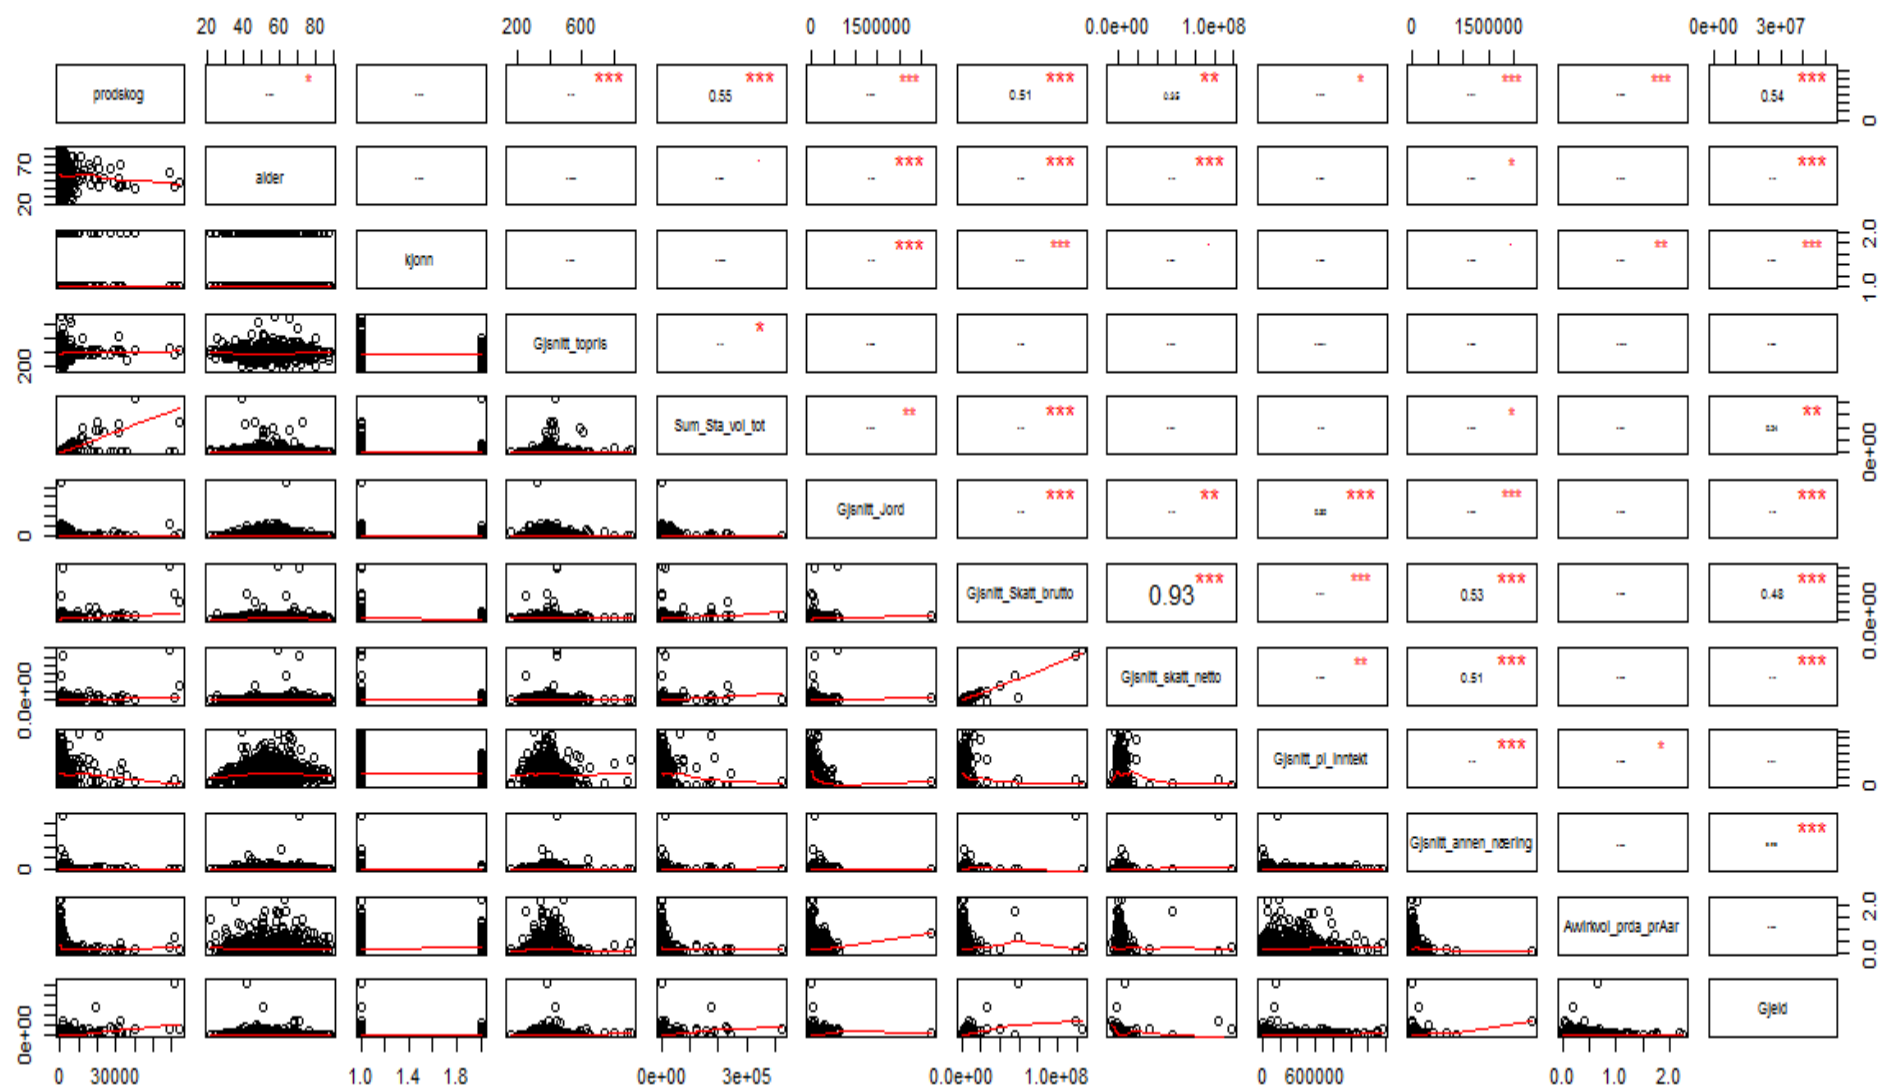 20 40 60 80 200 600 0 1500000 0.0e+00 1.0e+08 0 1500000 0e+00 3e+07
prodskog * *** 0.55 *** *** 0.51 *** ** * *** *** 0.54 *** 0
20 70 alder . *** *** *** * ***
kjonn *** *** . . ** *** 1.0 2.0
200 Gjsnitt_topris *
Sum_Sta_vol_tot ** *** * ** 0e+00
0 Gjsnitt_Jord *** ** *** *** ***
Gjsnitt_Skatt_brutto 0.93 *** *** 0.53 *** 0.48 *** 0.0e+00
0.0e+00 Gjsnitt_skatt_netto ** 0.51 *** ***
Gjsnitt_pi_inntekt *** * 0
0 Gjsnitt_annen_næring ***
Avvirkvol_prda_prAar 0.0 2.0
0e+00 Gjeld
0 30000 1.0 1.4 1.8 0e+00 3e+05 0.0e+00 1.0e+08 0 600000 0.0 1.0 2.0